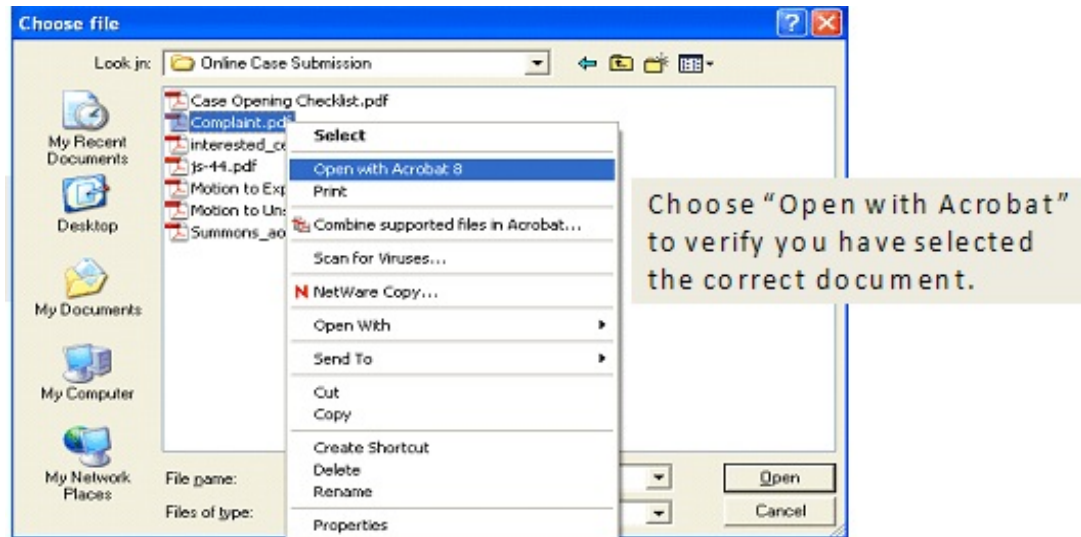 Choose file
Look in:
Online Case Submission
My Recent
Documents
Desktop
My Documents
My Computer
My Network
Places
Case Opening Checklist.pdf
Complaint.pdf
interested_ce
js-44.pdf
Motion to Exp
Motion to Uns
Summons_ao
Select
Open with Acrobat 8
Print
Combine supported files in Acrobat...
Scan for Viruses...
NetWare Copy...
Open With
Send To
Cut
Copy
Create Shortcut
Delete
Rename
Properties
File name:
Files of type:
Open
Cancel
Choose "Open with Acrobat"
to verify you have selected
the correct document.